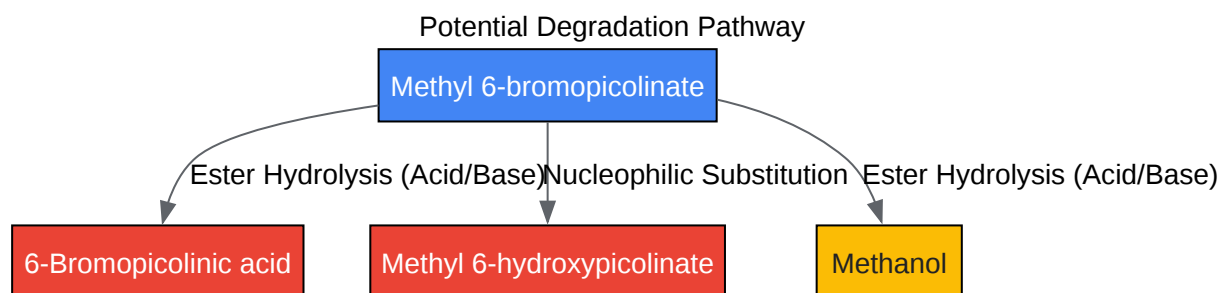 Potential Degradation Pathway
Methyl 6-bromopicolinate
Ester Hydrolysis (Acid/Base)
Nucleophilic Substitution
Ester Hydrolysis (Acid/Base)
6-Bromopicolinic acid
Methyl 6-hydroxypicolinate
Methanol